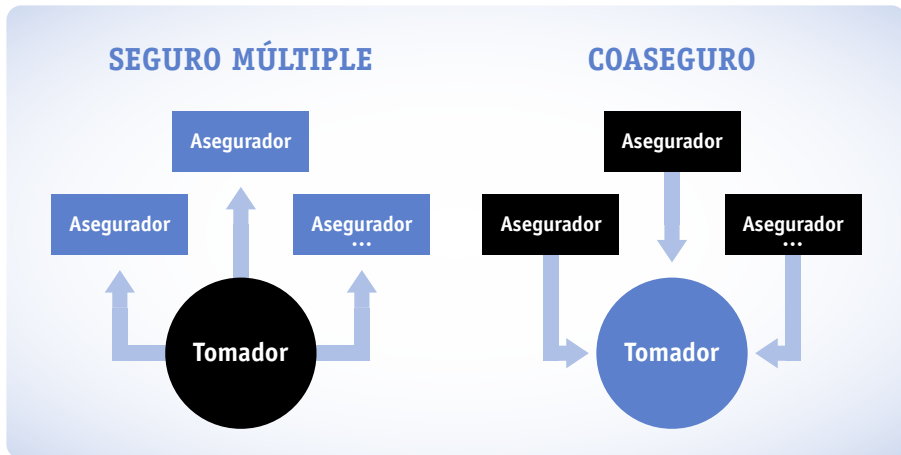 SEGURO MÚLTIPLE
Asegurador
Asegurador
Asegurador
...
Tomador
COASEGURO
Asegurador
Asegurador
Asegurador
...
Tomador